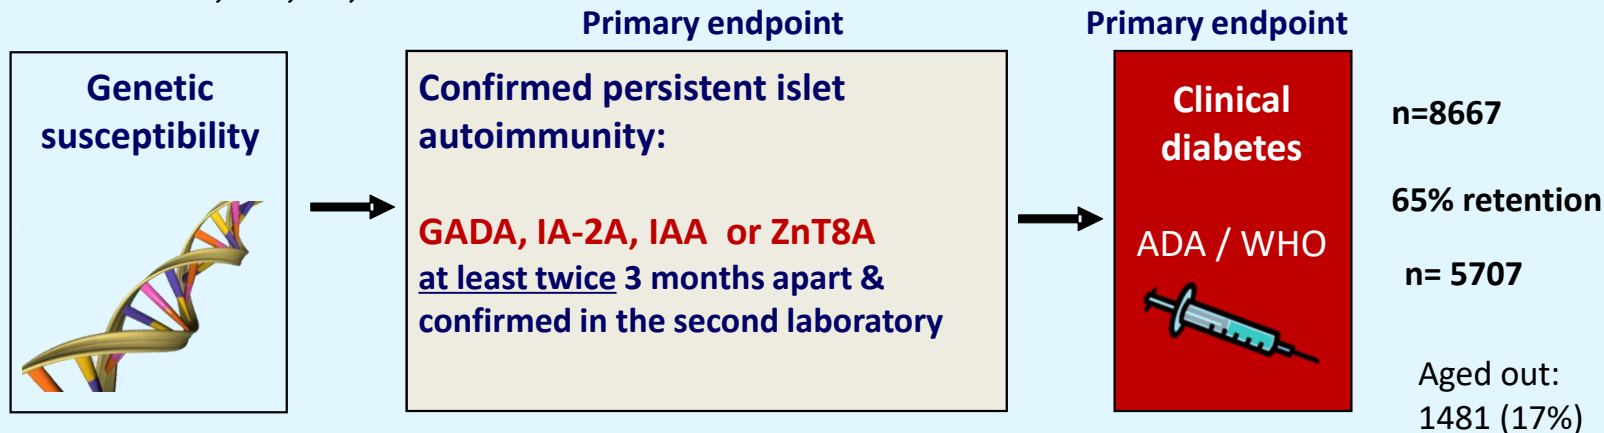 Primary endpoint
Primary endpoint
Genetic
susceptibility
Confirmed persistent islet
autoimmunity:
GADA, IA-2A, IAA or ZnT8A
at least twice 3 months apart &
confirmed in the second laboratory
Clinical
diabetes
ADA / WHO
n=8667
65% retention
n= 5707
Aged out:
1481 (17%)